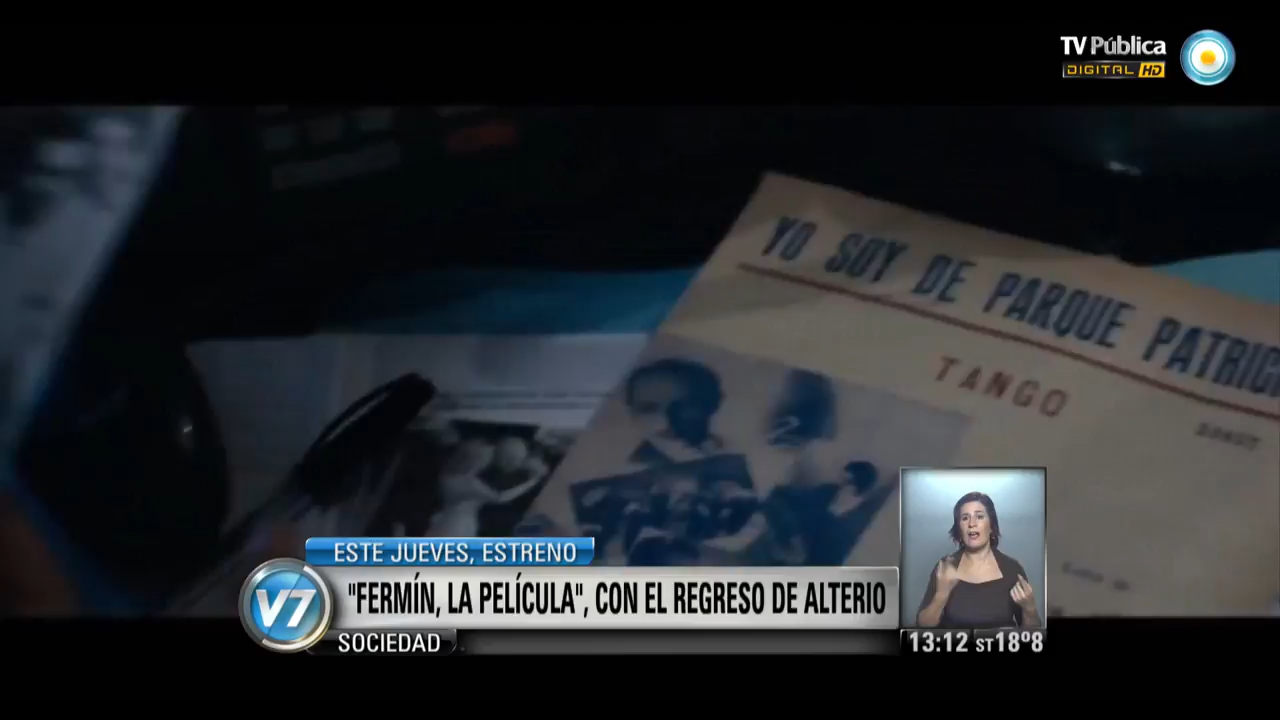 TV Pública
DIGITAL HD
YO SOY DE PARQUE PATRIC
TANGO
ESTE JUEVES, ESTRENO
V7
"FERMÍN, LA PELÍCULA", CON EL REGRESO DE ALTERIO
SOCIEDAD
13:12 ST18º8